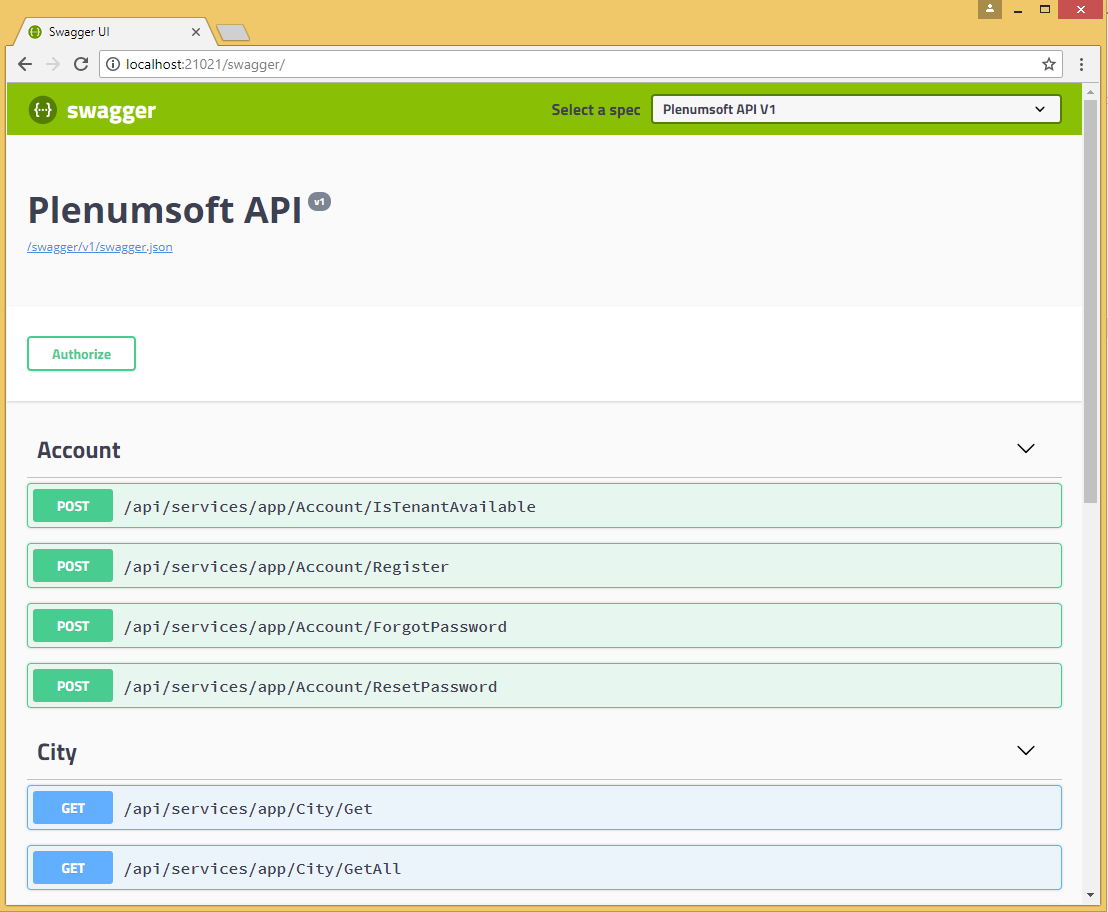 Swagger UI
localhost:21021/swagger/
{...} swagger
Select a spec
Plenumsoft API V1
Plenumsoft API v1
/swagger/v1/swagger.json
Authorize
Account
POST /api/services/app/Account/IsTenantAvailable
POST /api/services/app/Account/Register
POST /api/services/app/Account/ForgotPassword
POST /api/services/app/Account/ResetPassword
City
GET /api/services/app/City/Get
GET /api/services/app/City/GetAll